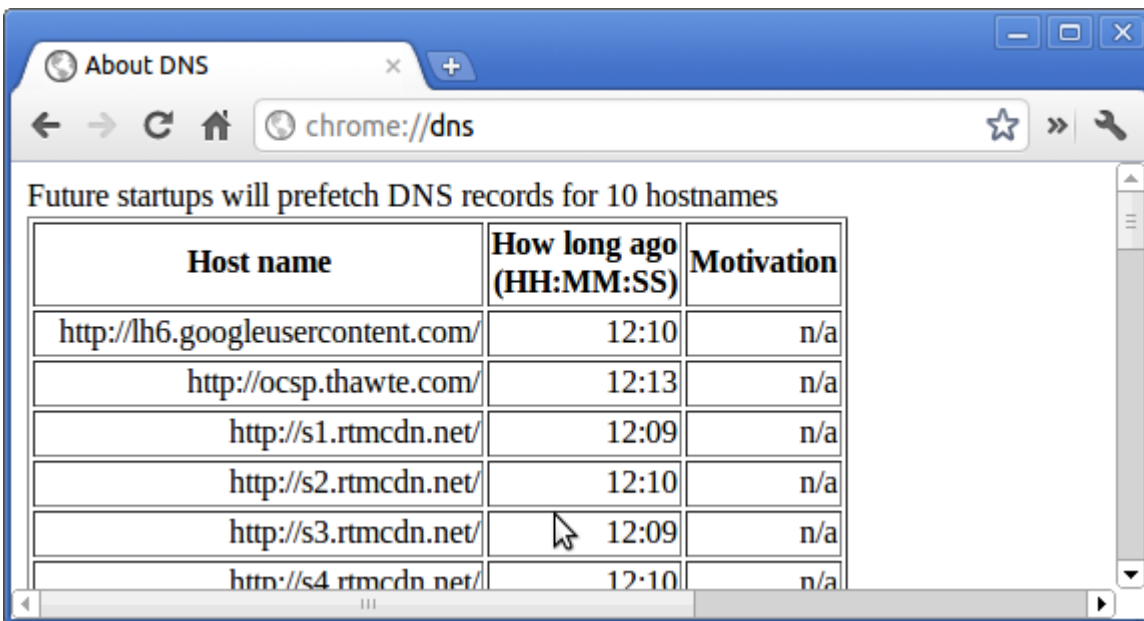 About DNS
chrome://dns
Future startups will prefetch DNS records for 10 hostnames
Host name How long ago (HH:MM:SS) Motivation
http://lh6.googleusercontent.com/ 12:10 n/a
http://ocsp.thawte.com/ 12:13 n/a
http://s1.rtmcdn.net/ 12:09 n/a
http://s2.rtmcdn.net/ 12:10 n/a
http://s3.rtmcdn.net/ 12:09 n/a
http://s4.rtmcdn.net/ 12:10 n/a